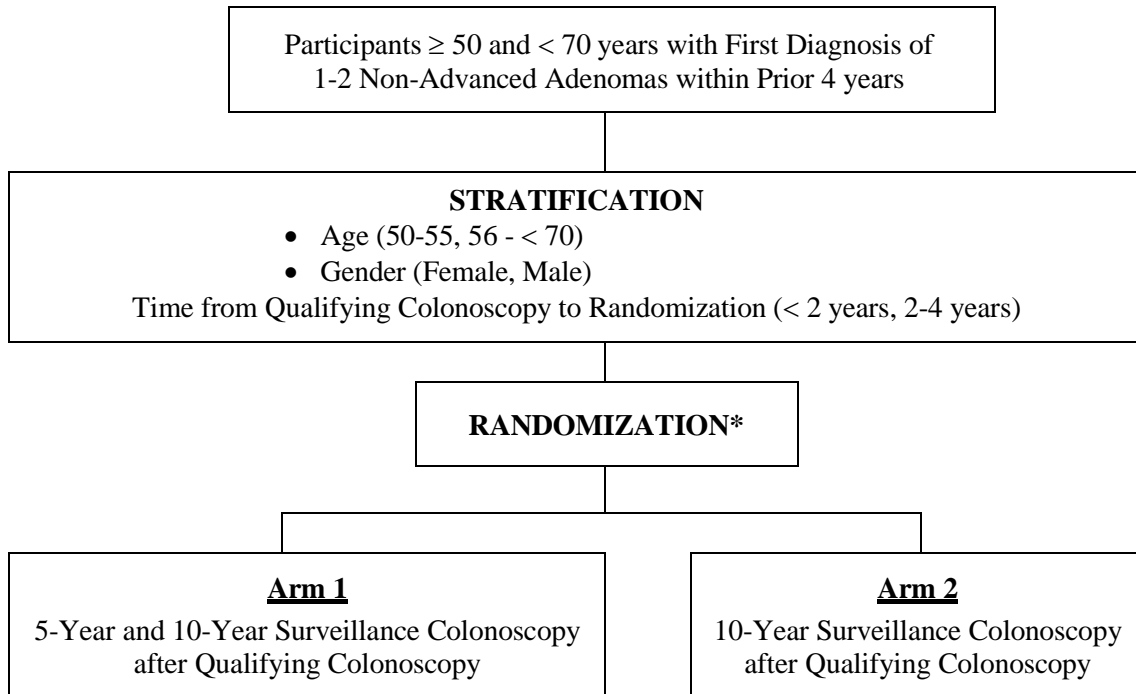 Participants ≥ 50 and < 70 years with First Diagnosis of
1-2 Non-Advanced Adenomas within Prior 4 years
STRATIFICATION
• Age (50-55, 56 - < 70)
• Gender (Female, Male)
Time from Qualifying Colonoscopy to Randomization (< 2 years, 2-4 years)
RANDOMIZATION*
Arm 1
5-Year and 10-Year Surveillance Colonoscopy
after Qualifying Colonoscopy
Arm 2
10-Year Surveillance Colonoscopy
after Qualifying Colonoscopy